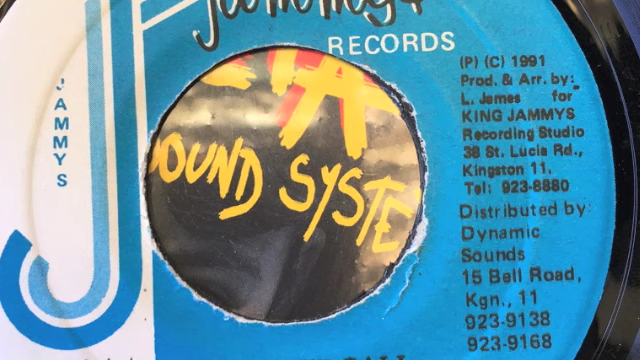 Jammy's
RECORDS
JAMMYS
(P) (C) 1991
Prod. & Arr. by:
L. James for
KING JAMMYS
Recording Studio
38 St. Lucia Rd.,
Kingston 11.
Tel: 923-8880
Distributed by:
Dynamic
Sounds
15 Bell Road,
Kgn., 11
923-9138
923-9168
OUND SYSTE